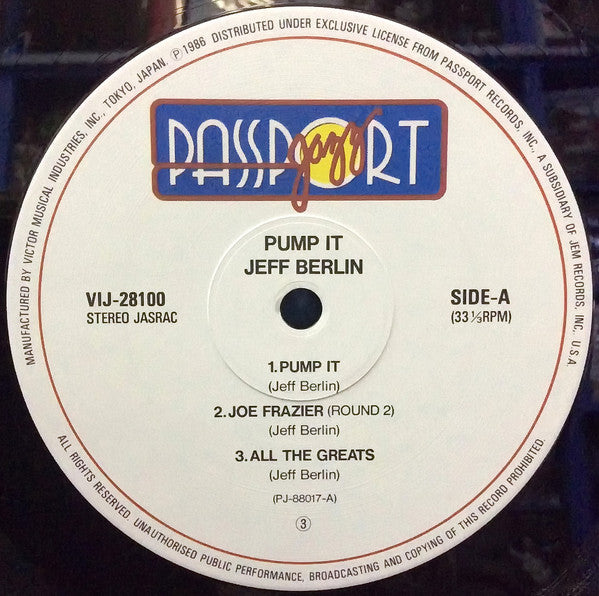 MANUFACTURED BY VICTOR MUSICAL INDUSTRIES, INC., TOKYO, JAPAN. ℗1986 DISTRIBUTED UNDER EXCLUSIVE LICENSE FROM PASSPORT RECORDS, INC., A SUBSIDIARY OF JEM RECORDS, INC. U.S.A.
PASSPORT
jazz
PUMP IT
JEFF BERLIN
VIJ-28100
STEREO JASRAC
SIDE-A
(33 ⅓RPM)
1.PUMP IT
(Jeff Berlin)
2.JOE FRAZIER (ROUND 2)
(Jeff Berlin)
3.ALL THE GREATS
(Jeff Berlin)
(PJ-88017-A)
③
ALL RIGHTS RESERVED. UNAUTHORISED PUBLIC PERFORMANCE, BROADCASTING AND COPYING OF THIS RECORD PROHIBITED.